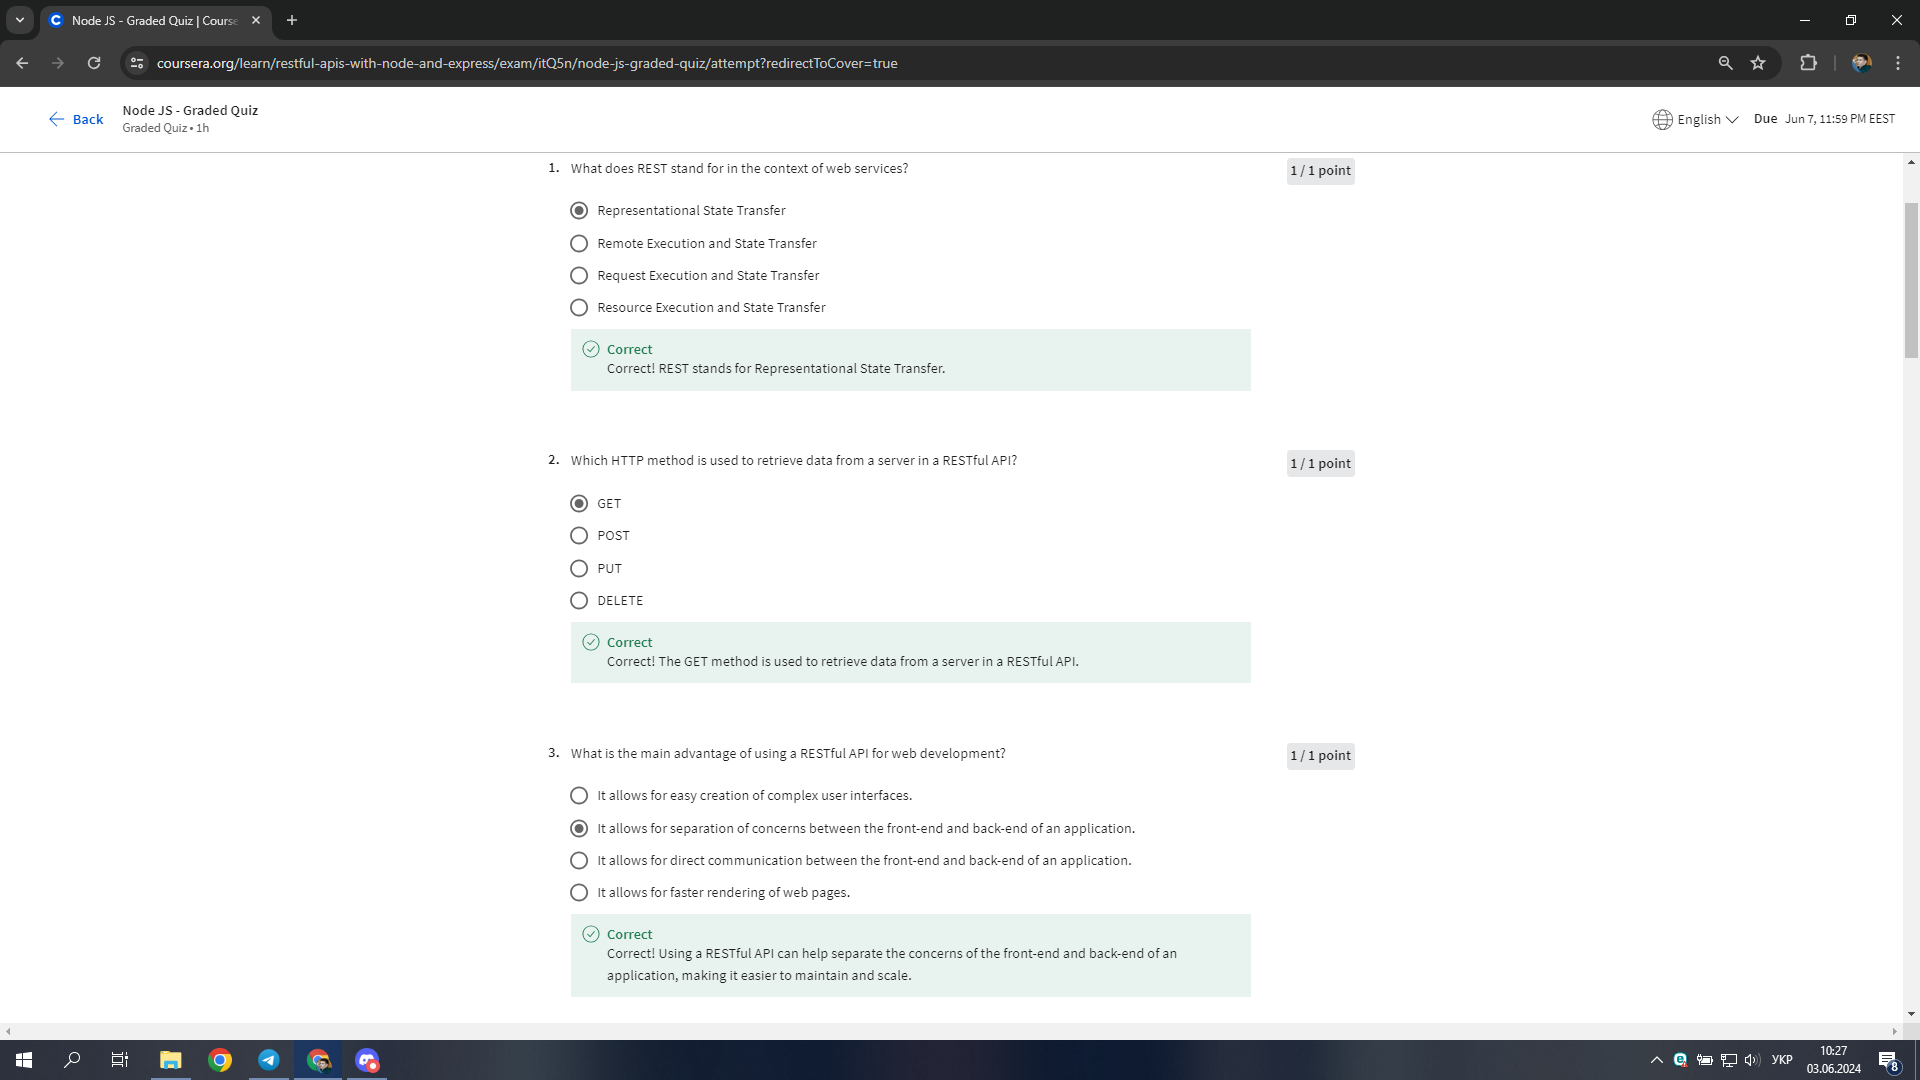 Node JS - Graded Quiz | Course
coursera.org/learn/restful-apis-with-node-and-express/exam/itQ5n/node-js-graded-quiz/attempt?redirectToCover=true
Back
Node JS - Graded Quiz
Graded Quiz • 1h
English
Due Jun 7, 11:59 PM EEST
1. What does REST stand for in the context of web services?
1 / 1 point
Representational State Transfer
Remote Execution and State Transfer
Request Execution and State Transfer
Resource Execution and State Transfer
Correct
Correct! REST stands for Representational State Transfer.
2. Which HTTP method is used to retrieve data from a server in a RESTful API?
1 / 1 point
GET
POST
PUT
DELETE
Correct
Correct! The GET method is used to retrieve data from a server in a RESTful API.
3. What is the main advantage of using a RESTful API for web development?
1 / 1 point
It allows for easy creation of complex user interfaces.
It allows for separation of concerns between the front-end and back-end of an application.
It allows for direct communication between the front-end and back-end of an application.
It allows for faster rendering of web pages.
Correct
Correct! Using a RESTful API can help separate the concerns of the front-end and back-end of an
application, making it easier to maintain and scale.
УКР
10:27
03.06.2024
8